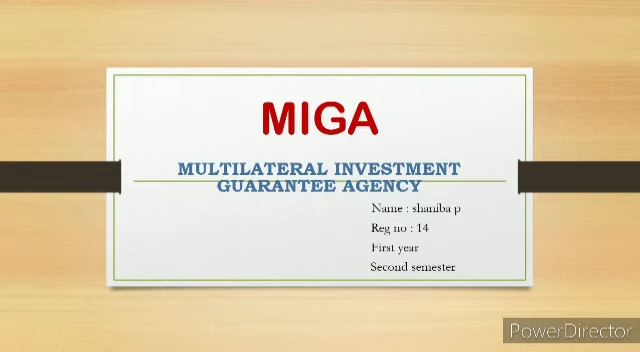 MIGA
MULTILATERAL INVESTMENT
GUARANTEE AGENCY
Name : shaniba p
Reg no : 14
First year
Second semester
PowerDirector